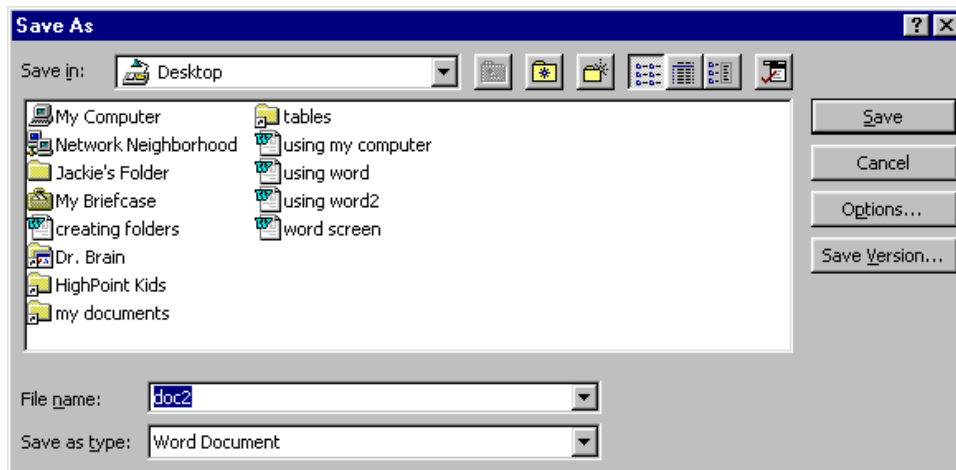 Save As
Save in: Desktop
My Computer
Network Neighborhood
Jackie's Folder
My Briefcase
creating folders
Dr. Brain
HighPoint Kids
my documents
tables
using my computer
using word
using word2
word screen
Save
Cancel
Options...
Save Version...
File name: doc2
Save as type: Word Document